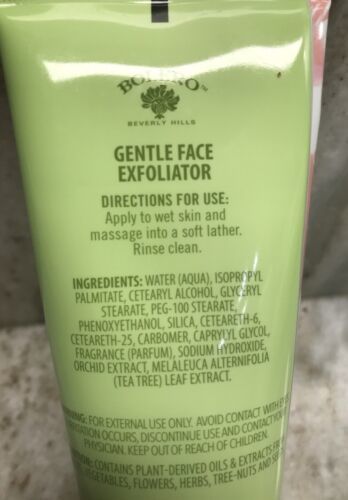 BOLERO™
BEVERLY HILLS
GENTLE FACE
EXFOLIATOR
DIRECTIONS FOR USE:
Apply to wet skin and
massage into a soft lather.
Rinse clean.
INGREDIENTS: WATER (AQUA), ISOPROPYL
PALMITATE, CETEARYL ALCOHOL, GLYCERYL
STEARATE, PEG-100 STEARATE,
PHENOXYETHANOL, SILICA, CETEARETH-6,
CETEARETH-25, CARBOMER, CAPRYLYL GLYCOL,
FRAGRANCE (PARFUM), SODIUM HYDROXIDE,
ORCHID EXTRACT, MELALEUCA ALTERNIFOLIA
(TEA TREE) LEAF EXTRACT.
FOR EXTERNAL USE ONLY. AVOID CONTACT WITH
OCCURS, DISCONTINUE USE AND CONTACT
PHYSICIAN. KEEP OUT OF REACH OF CHILDREN.
CONTAINS PLANT-DERIVED OILS & EXTRACTS
VEGETABLES, FLOWERS, HERBS, TREE-NUTS AND